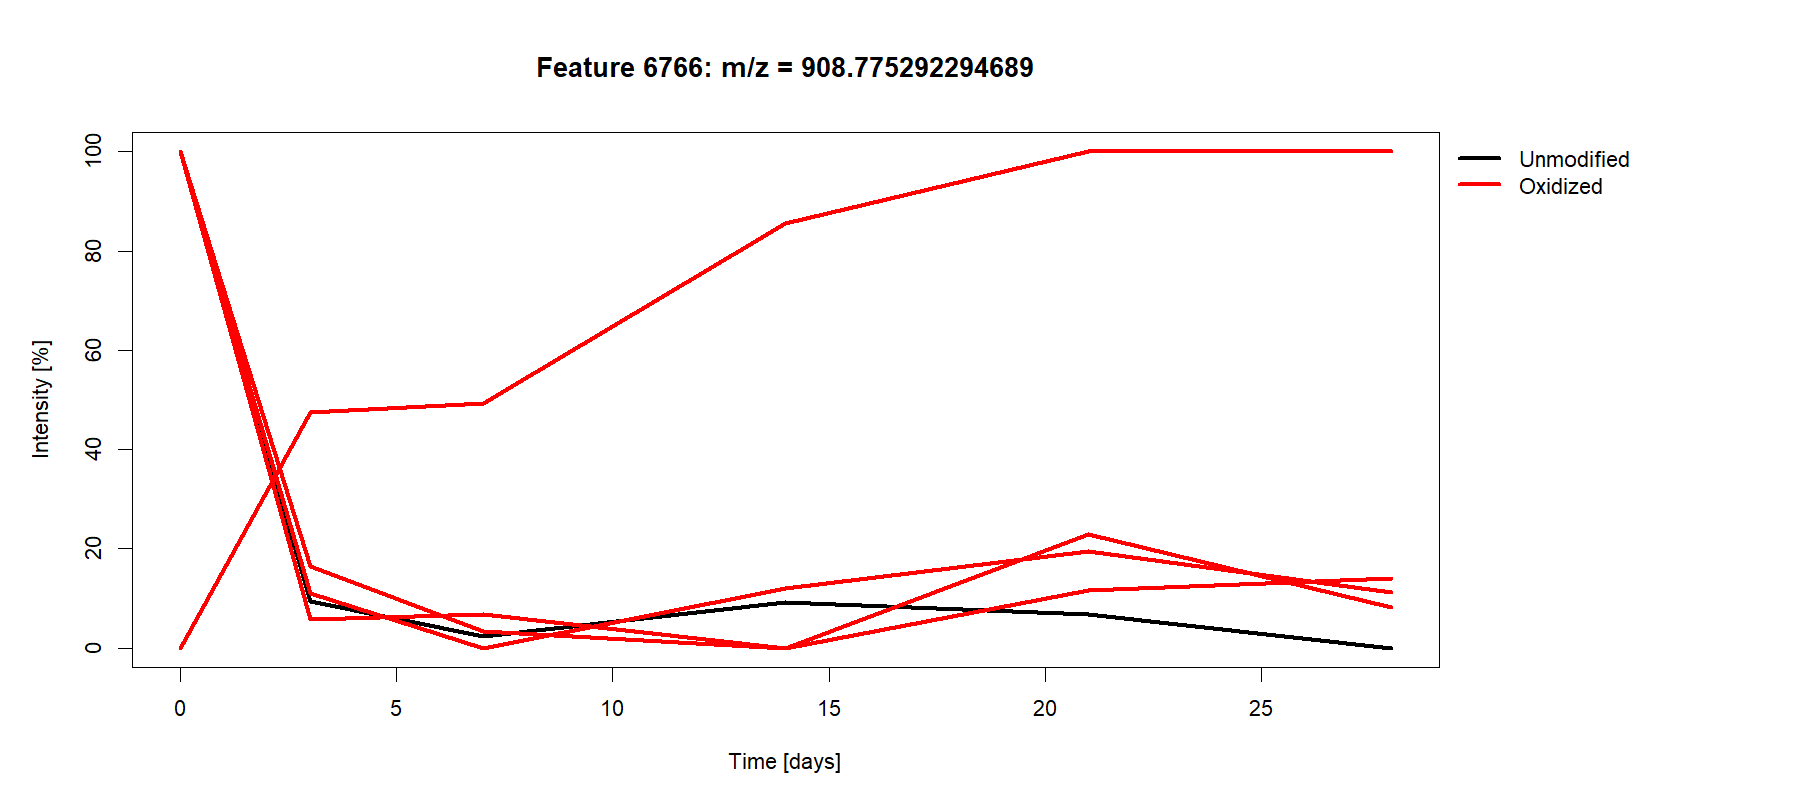 Feature 6766: m/z = 908.775292294689
Unmodified
Oxidized
Intensity [%]
100
80
60
40
20
0
0 5 10 15 20 25
Time [days]